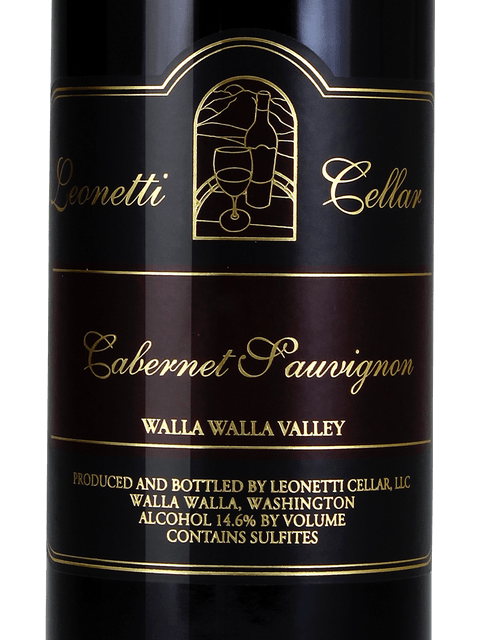 Leonetti Cellar
Cabernet Sauvignon
WALLA WALLA VALLEY
PRODUCED AND BOTTLED BY LEONETTI CELLAR, LLC
WALLA WALLA, WASHINGTON
ALCOHOL 14.6% BY VOLUME
CONTAINS SULFITES